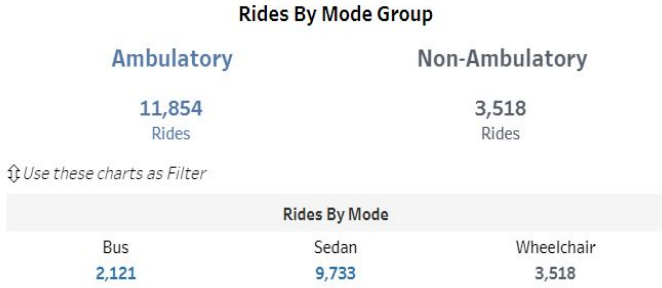 Rides By Mode Group
Ambulatory Non-Ambulatory
11,854 3,518
Rides Rides
Use these charts as Filter
Rides By Mode
Bus Sedan Wheelchair
2,121 9,733 3,518